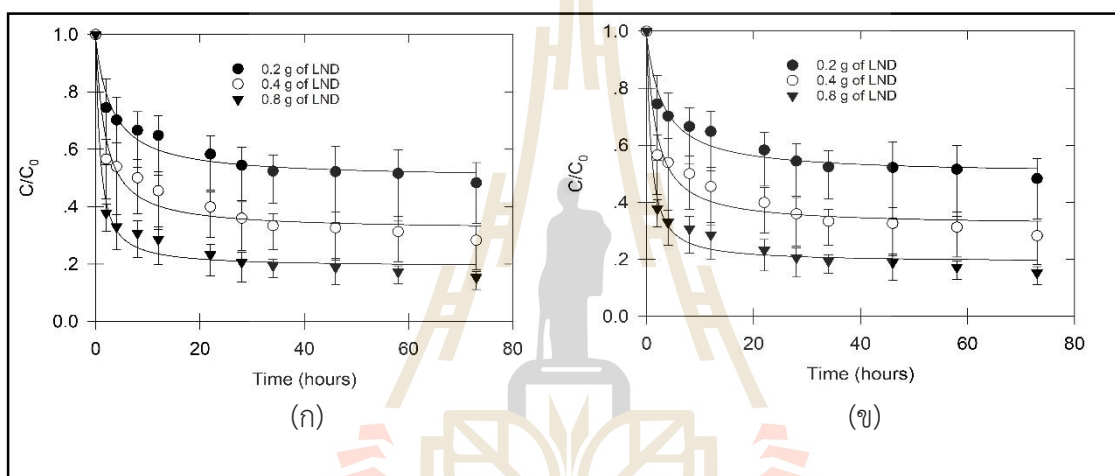 1.0
.8
.6
.4
.2
0.0
C/C0
0.2 g of LND
0.4 g of LND
0.8 g of LND
0 20 40 60 80
Time (hours)
(ก)
1.0
.8
.6
.4
.2
0.0
C/C0
0.2 g of LND
0.4 g of LND
0.8 g of LND
0 20 40 60 80
Time (hours)
(ข)